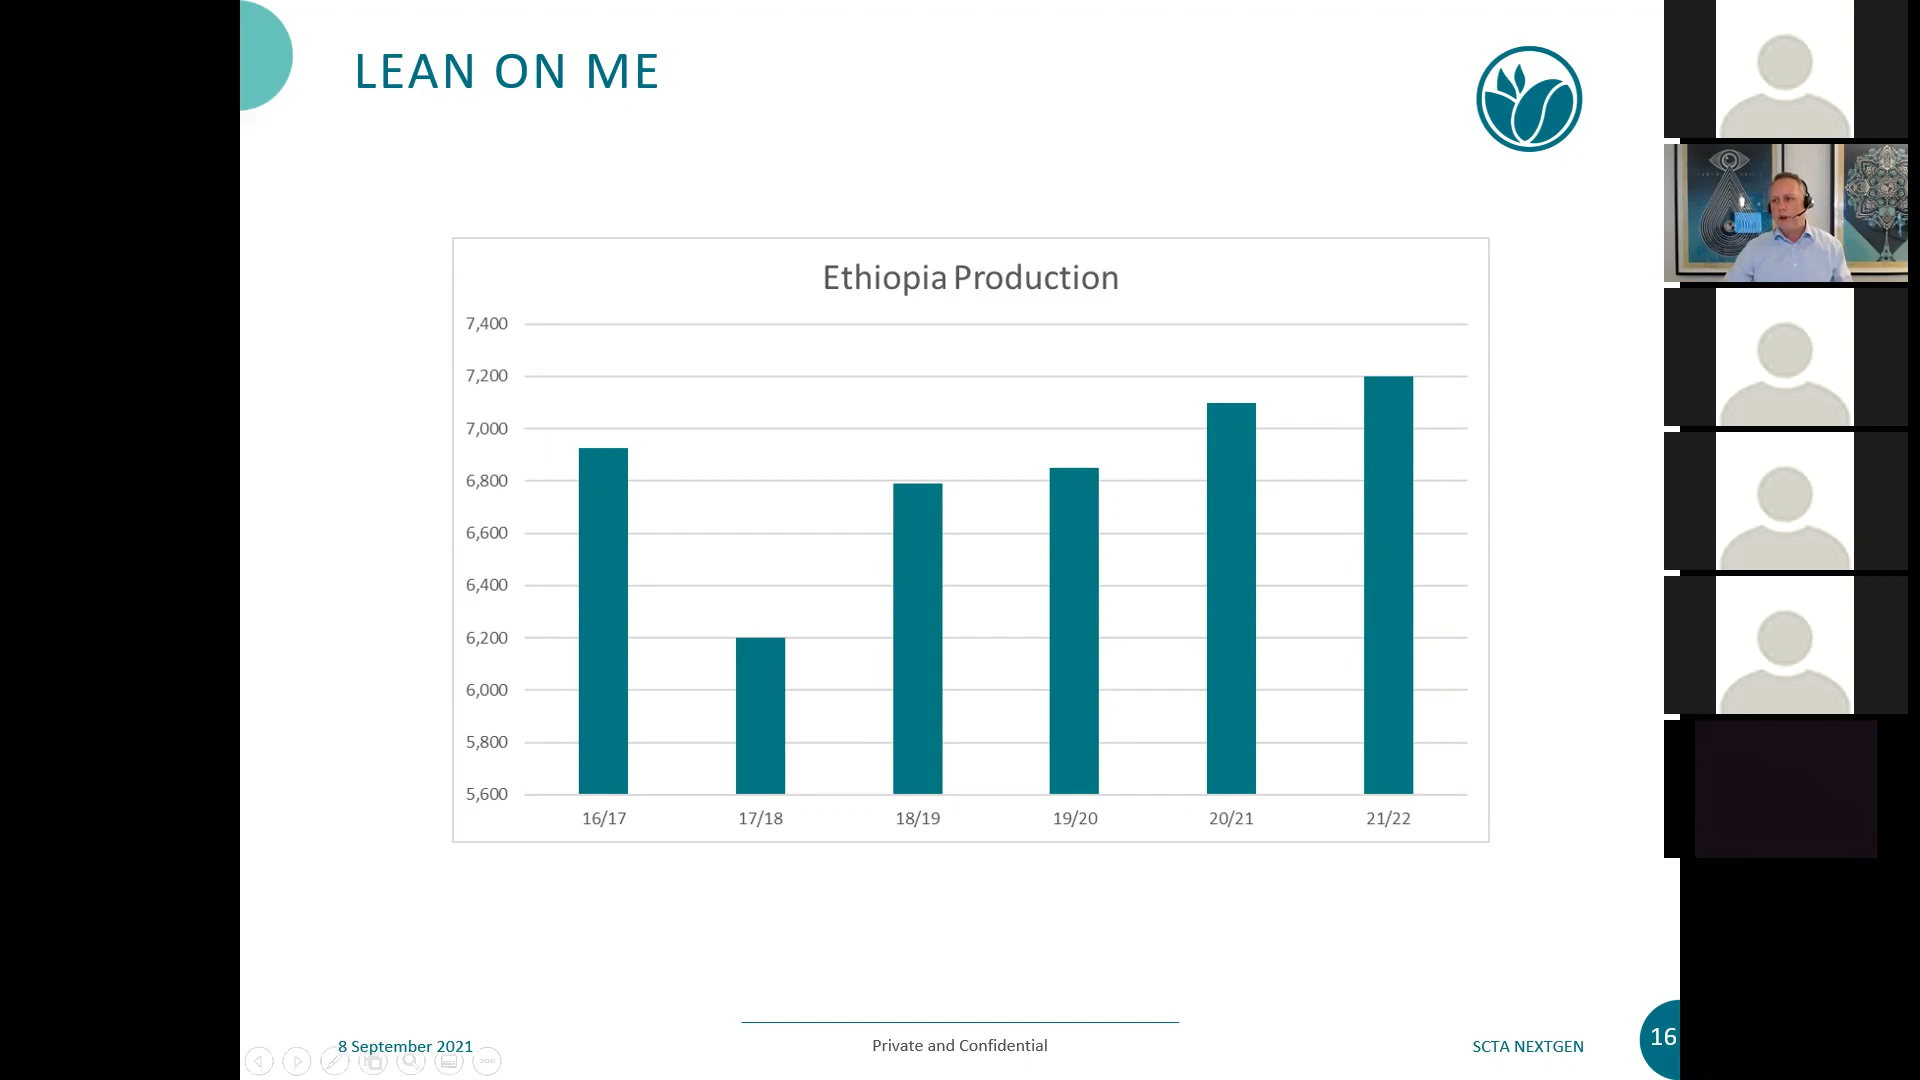 LEAN ON ME
Ethiopia Production
7,400
7,200
7,000
6,800
6,600
6,400
6,200
6,000
5,800
5,600
16/17 17/18 18/19 19/20 20/21 21/22
8 September 2021 Private and Confidential SCTA NEXTGEN 16